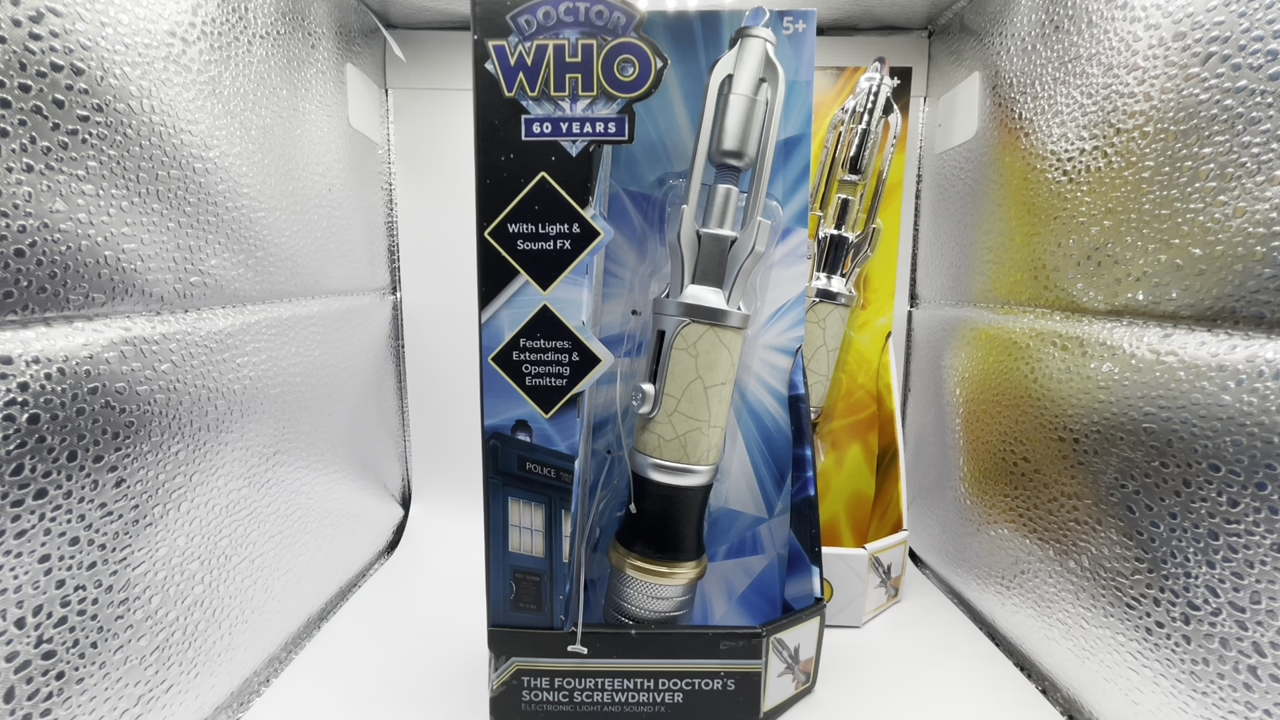 DOCTOR
WHO
60 YEARS
5+
With Light &
Sound FX
Features:
Extending &
Opening
Emitter
POLICE
THE FOURTEENTH DOCTOR'S
SONIC SCREWDRIVER
ELECTRONIC LIGHT AND SOUND FX